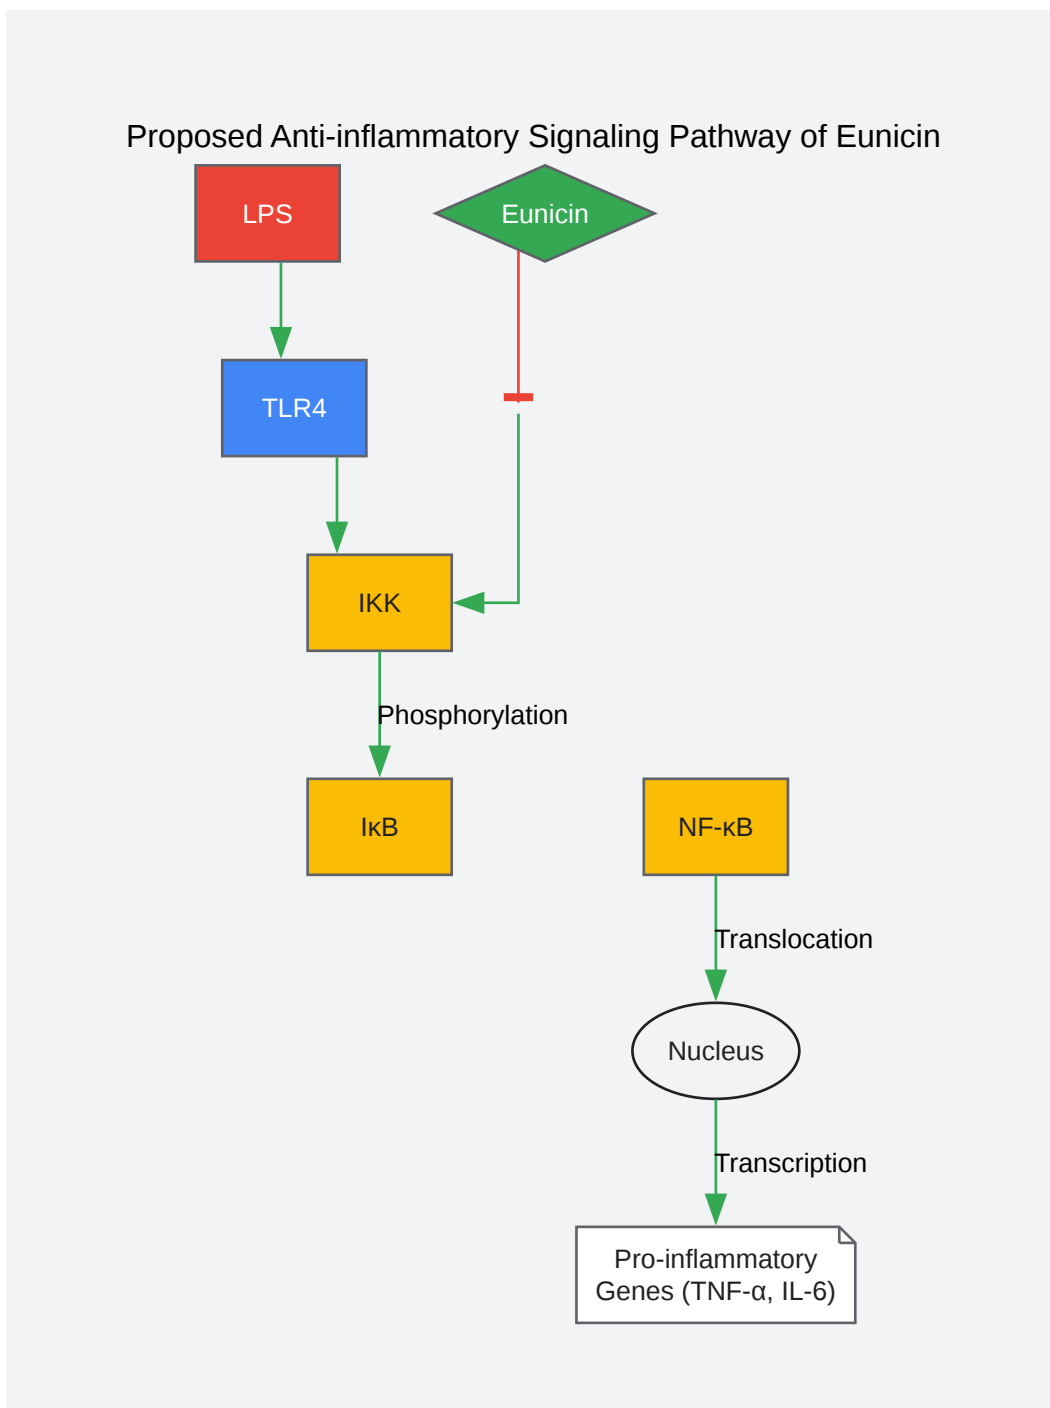 Proposed Anti-inflammatory Signaling Pathway of Eunicin
LPS
Eunicin
TLR4
IKK
Phosphorylation
IκB
NF-κB
Translocation
Nucleus
Transcription
Pro-inflammatory
Genes (TNF-α, IL-6)